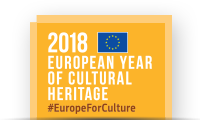 2018
EUROPEAN YEAR
OF CULTURAL
HERITAGE
#EuropeForCulture